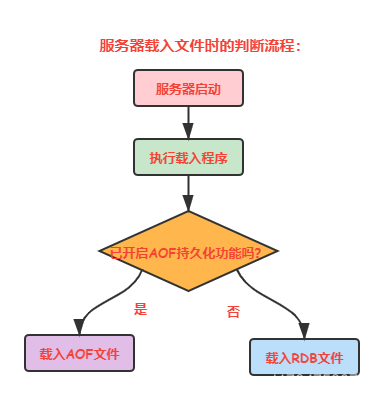 服务器载入文件时的判断流程：
服务器启动
执行载入程序
已开启AOF持久化功能吗？
是
否
载入AOF文件
载入RDB文件